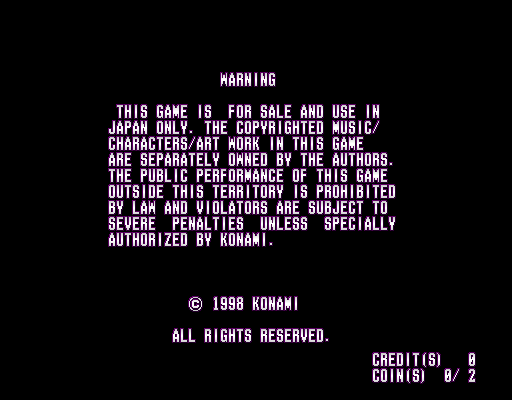 WARNING
THIS GAME IS  FOR SALE AND USE IN
JAPAN ONLY. THE COPYRIGHTED MUSIC/
CHARACTERS/ART WORK IN THIS GAME
ARE SEPARATELY OWNED BY THE AUTHORS.
THE PUBLIC PERFORMANCE OF THIS GAME
OUTSIDE THIS TERRITORY IS PROHIBITED
BY LAW AND VIOLATORS ARE SUBJECT TO
SEVERE  PENALTIES  UNLESS  SPECIALLY
AUTHORIZED BY KONAMI.
© 1998 KONAMI
ALL RIGHTS RESERVED.
CREDIT(S)   0
COIN(S)  0/ 2